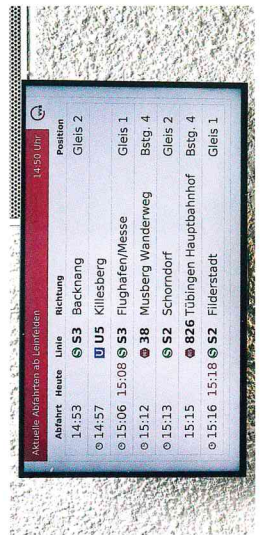 Aktuelle Abfahrten ab Leinfelden 14:50 Uhr
Abfahrt Heute Linie Richtung Position
14:53 S S3 Backnang Gleis 2
14:57 U U5 Killesberg
15:06 15:08 S S3 Flughafen/Messe Gleis 1
15:12 38 Musberg Wanderweg Bstg. 4
15:13 S S2 Schorndorf Gleis 2
15:15 826 Tübingen Hauptbahnhof Bstg. 4
15:16 15:18 S S2 Filderstadt Gleis 1